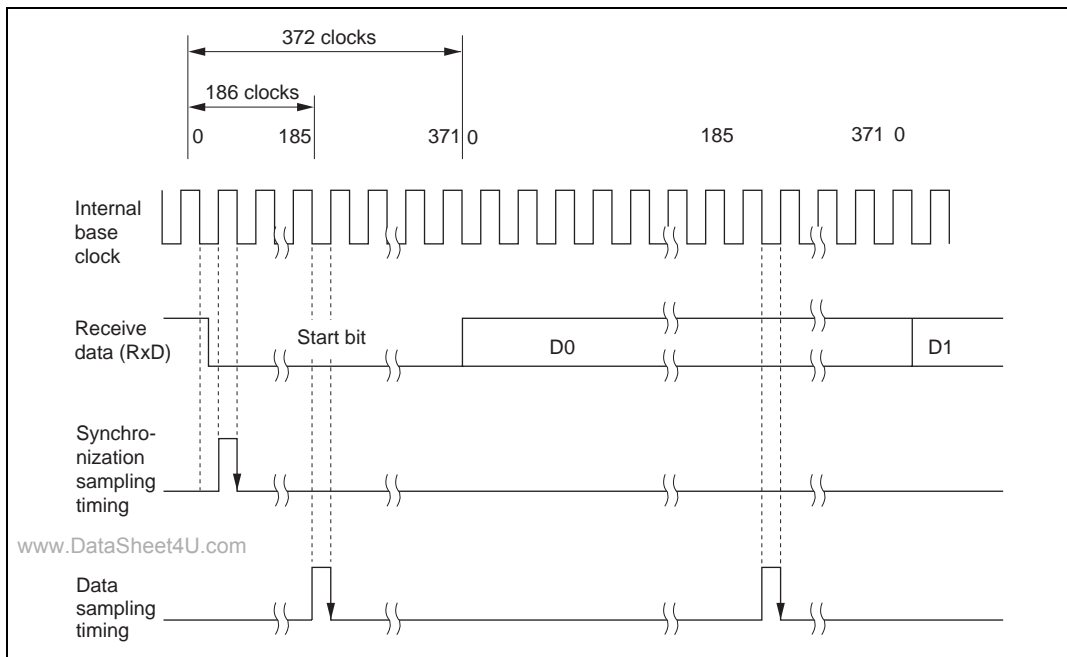 372 clocks
186 clocks
0 185 371 0 185 371 0
Internal
base
clock
Receive
data (RxD)
Start bit
D0
D1
Synchro-
nization
sampling
timing
www.DataSheet4U.com
Data
sampling
timing